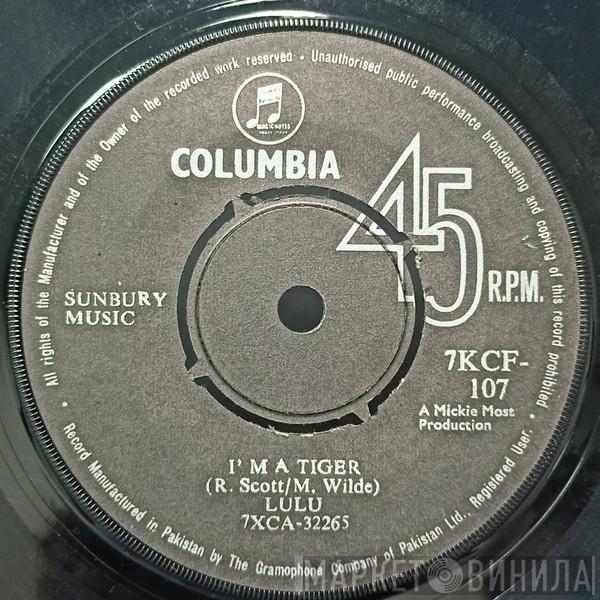 All rights of the Manufacturer and of the Owner of the recorded work reserved • Unauthorised public performance broadcasting and copying of this record prohibited
MAGIC NOTES
COLUMBIA
45 R.P.M.
SUNBURY
MUSIC
7KCF-
107
A Mickie Most
Production
I' M A TIGER
(R. Scott/M. Wilde)
LULU
7XCA-32265
• Record Manufactured in Pakistan by The Gramophone Company of Pakistan Ltd., Registered User. •
МАРКЕТ ВИНИЛА